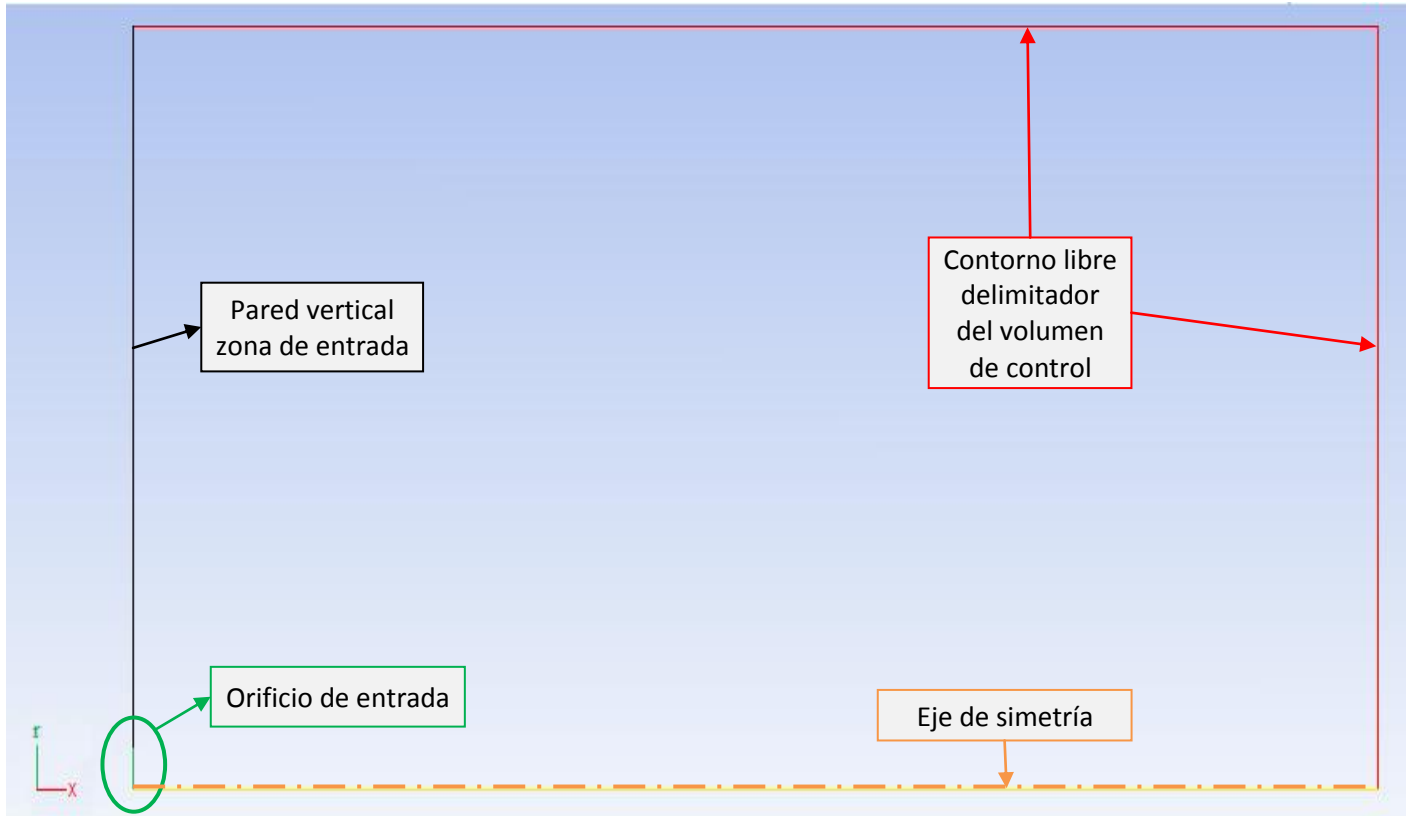 Contorno libre
delimitador
del volumen
de control
Pared vertical
zona de entrada
Orificio de entrada
Eje de simetría
r
X